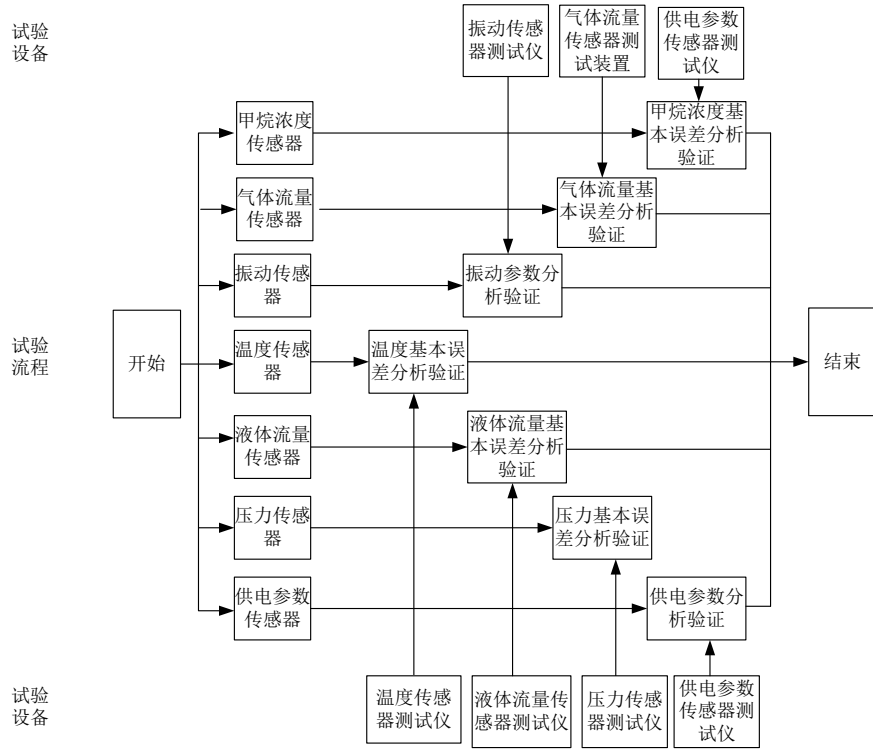 试验
设备
振动传感
器测试仪
气体流量
传感器测
试装置
供电参数
传感器测
试仪
甲烷浓度
传感器
甲烷浓度基
本误差分析
验证
气体流量
传感器
气体流量基
本误差分析
验证
振动传感
器
振动参数分
析验证
试验
流程
开始
温度传感
器
温度基本误
差分析验证
结束
液体流量
传感器
液体流量基
本误差分析
验证
压力传感
器
压力基本误
差分析验证
供电参数
传感器
供电参数分
析验证
试验
设备
温度传感
器测试仪
液体流量传
感器测试仪
压力传感
器测试仪
供电参数
传感器测
试仪